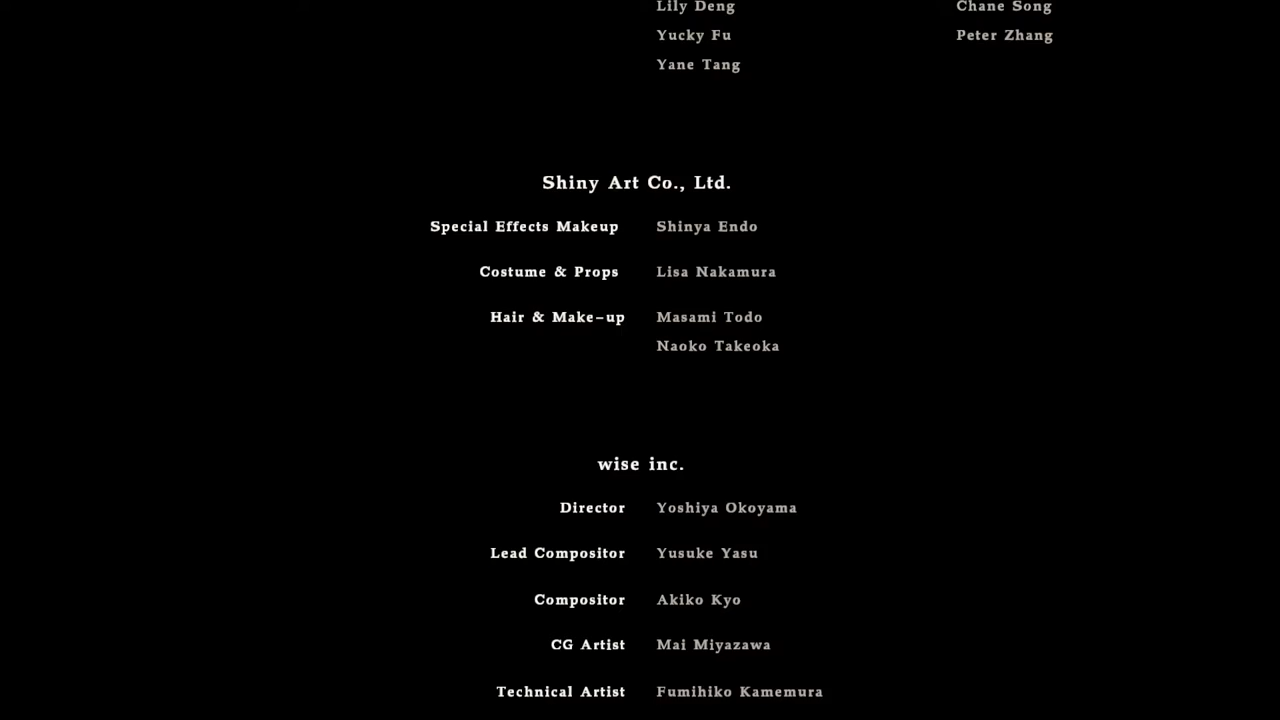 Lily Deng Chane Song
Yucky Fu Peter Zhang
Yane Tang
Shiny Art Co., Ltd.
Special Effects Makeup Shinya Endo
Costume & Props Lisa Nakamura
Hair & Make-up Masami Todo
Naoko Takeoka
wise inc.
Director Yoshiya Okoyama
Lead Compositor Yusuke Yasu
Compositor Akiko Kyo
CG Artist Mai Miyazawa
Technical Artist Fumihiko Kamemura